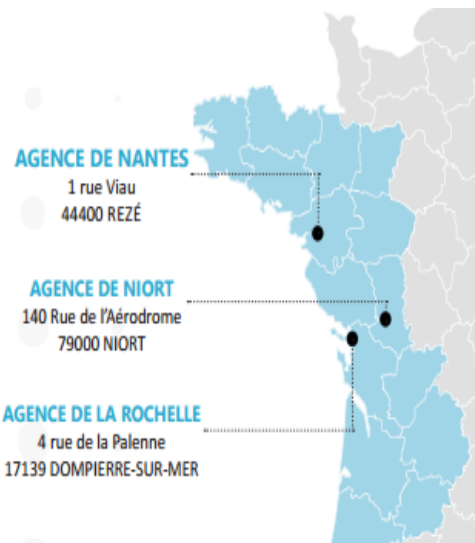 AGENCE DE NANTES
1 rue Viau
44400 REZÉ
AGENCE DE NIORT
140 Rue de l'Aérodrome
79000 NIORT
AGENCE DE LA ROCHELLE
4 rue de la Palenne
17139 DOMPIERRE-SUR-MER